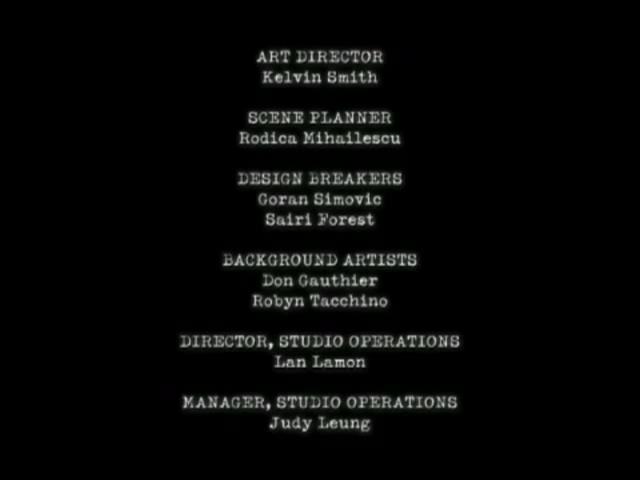 ART DIRECTOR
Kelvin Smith
SCENE PLANNER
Rodica Mihailescu
DESIGN BREAKERS
Goran Simovic
Sairi Forest
BACKGROUND ARTISTS
Don Gauthier
Robyn Tacchino
DIRECTOR, STUDIO OPERATIONS
Lan Lamon
MANAGER, STUDIO OPERATIONS
Judy Leung